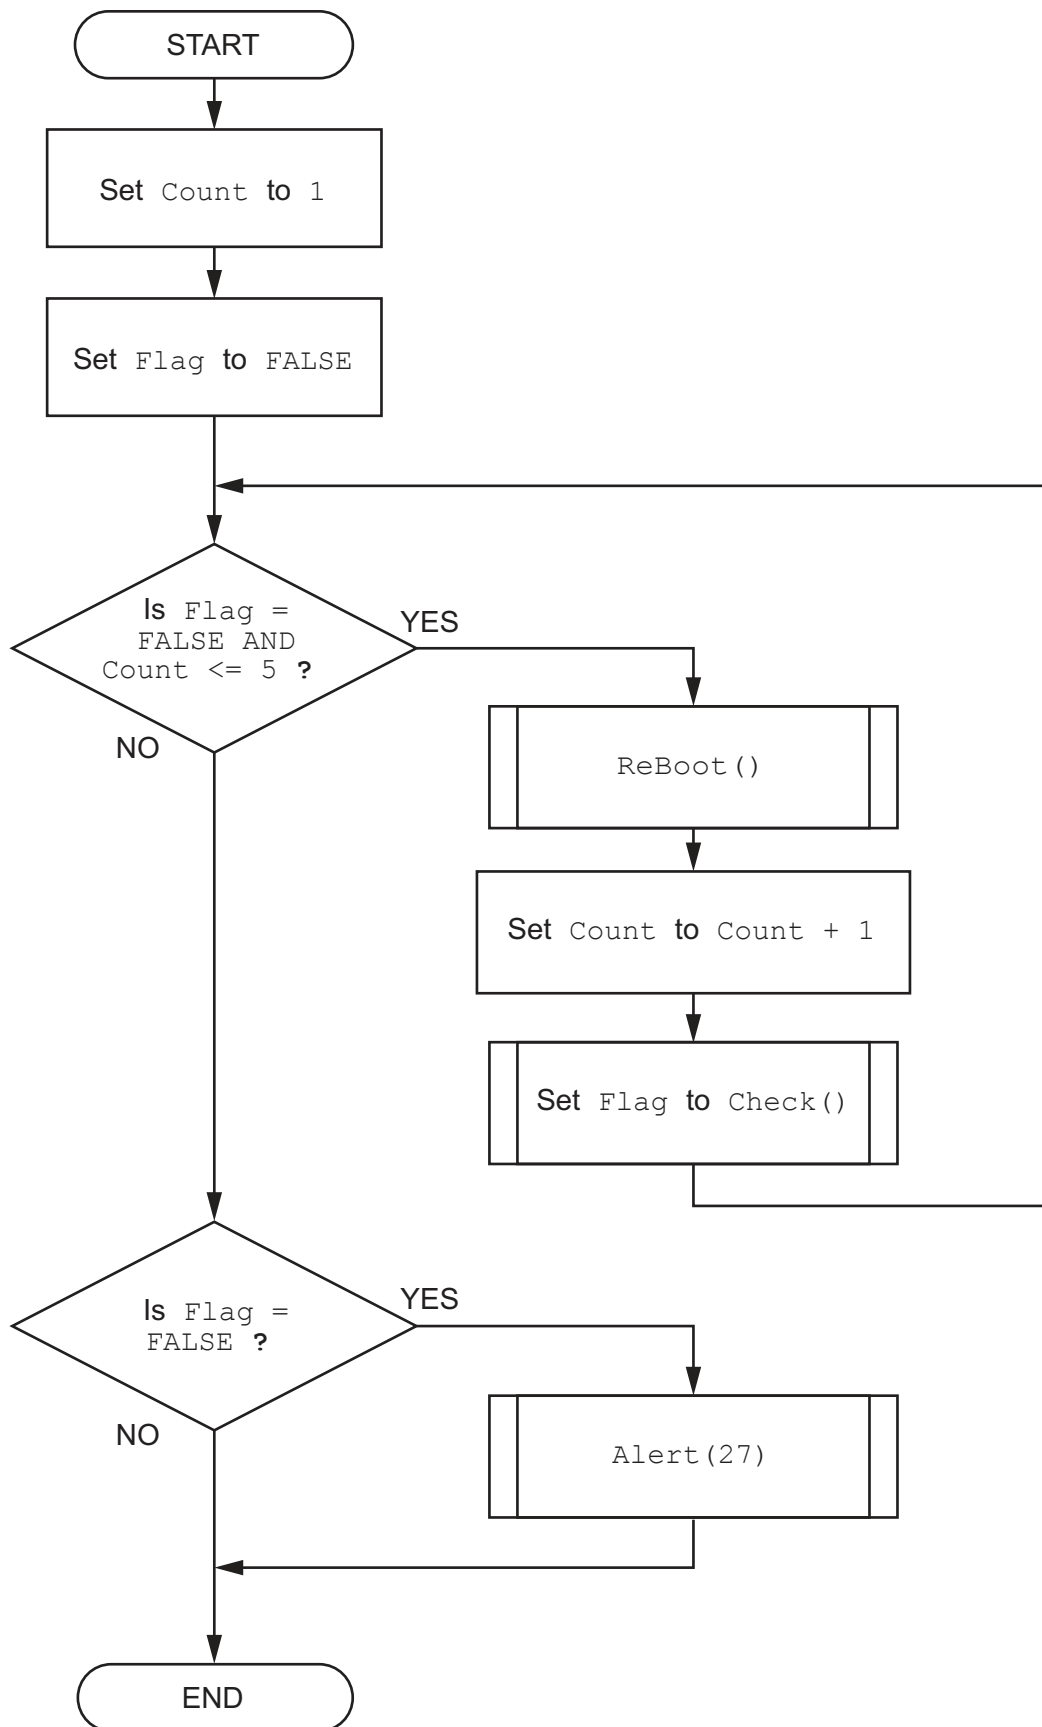 START
Set Count to 1
Set Flag to FALSE
Is Flag =
FALSE AND
Count <= 5 ?
YES
NO
ReBoot()
Set Count to Count + 1
Set Flag to Check()
Is Flag =
FALSE ?
YES
NO
Alert(27)
END